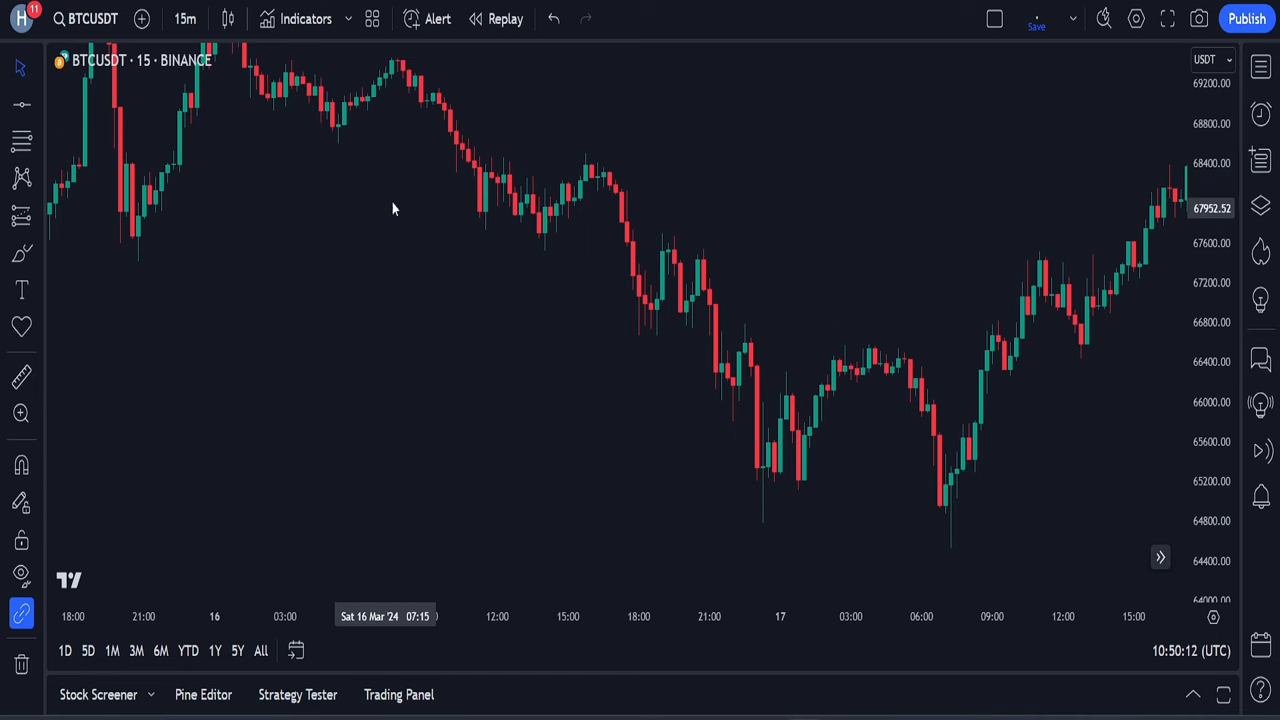 H
11
BTCUSDT
15m
Indicators
Alert
Replay
Save
Publish
BTCUSDT · 15 · BINANCE
USDT
69200.00
68800.00
68400.00
67952.52
67600.00
67200.00
66800.00
66400.00
66000.00
65600.00
65200.00
64800.00
64400.00
64000.00
18:00 21:00 16 03:00 Sat 16 Mar '24 07:15 12:00 15:00 18:00 21:00 17 03:00 06:00 09:00 12:00 15:00
1D 5D 1M 3M 6M YTD 1Y 5Y All
10:50:12 (UTC)
Stock Screener Pine Editor Strategy Tester Trading Panel